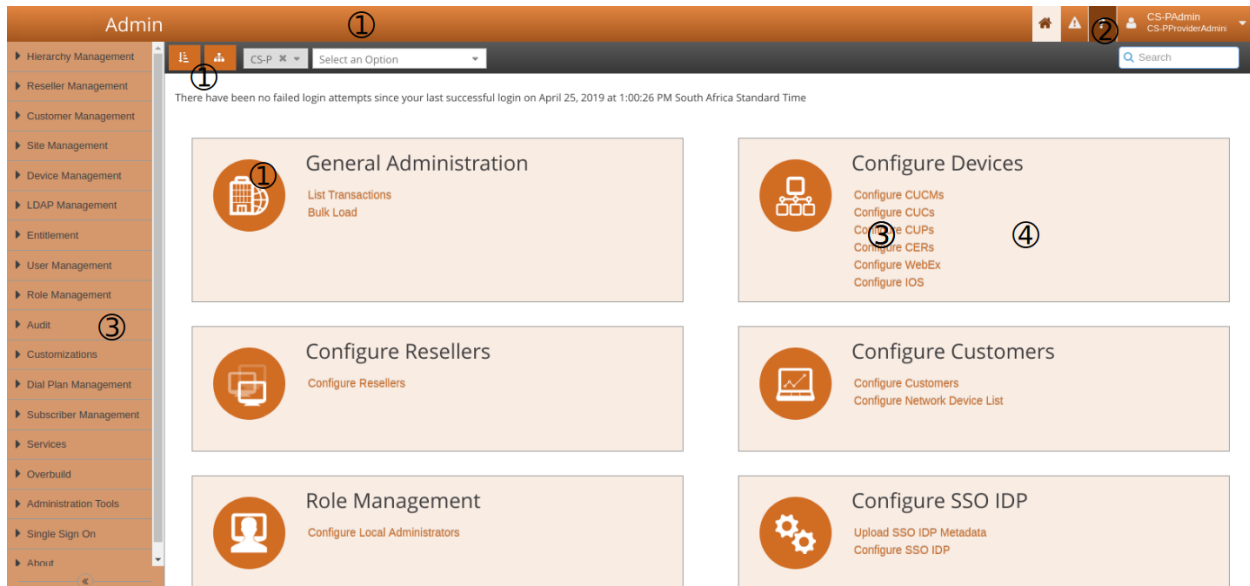 Admin
①
②
CS-PAdmin
CS-PProviderAdmin
Hierarchy Management
Reseller Management
Customer Management
Site Management
Device Management
LDAP Management
Entitlement
User Management
Role Management
Audit
③
Customizations
Dial Plan Management
Subscriber Management
Services
Overbuild
Administration Tools
Single Sign On
About
①
CS-P
Select an Option
Search
There have been no failed login attempts since your last successful login on April 25, 2019 at 1:00:26 PM South Africa Standard Time
①
General Administration
List Transactions
Bulk Load
Configure Devices
Configure CUCMs
Configure CUCs
Configure CUPs
③
④
Configure CERs
Configure WebEx
Configure IOS
Configure Resellers
Configure Resellers
Configure Customers
Configure Customers
Configure Network Device List
Role Management
Configure Local Administrators
Configure SSO IDP
Upload SSO IDP Metadata
Configure SSO IDP